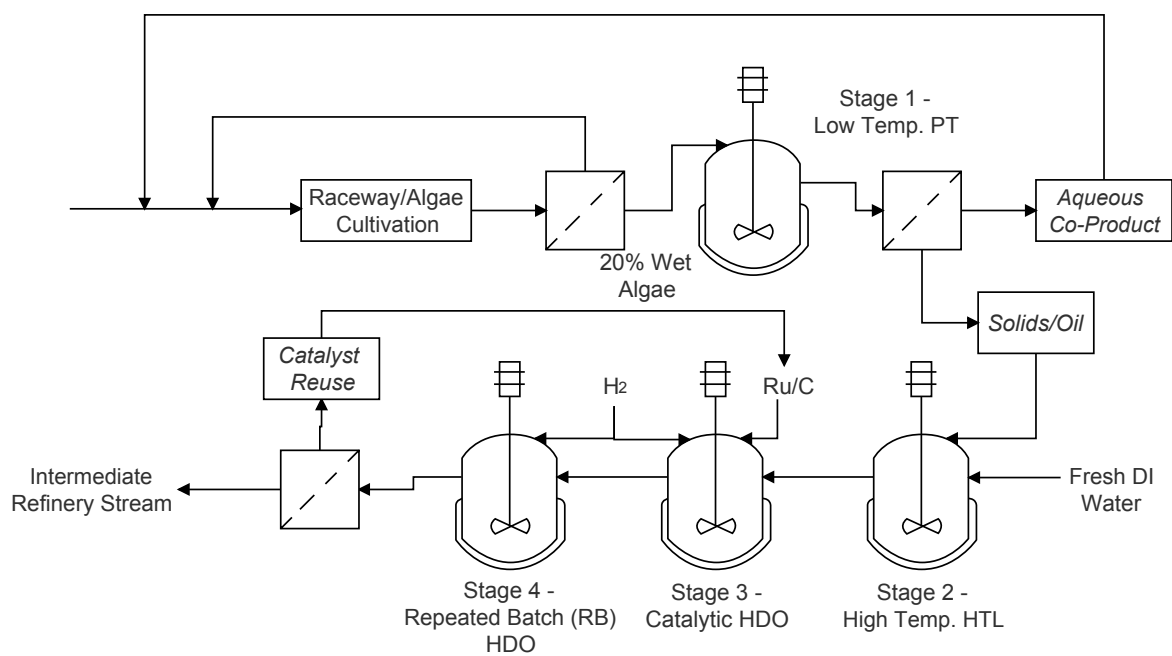 Stage 1 -
Low Temp. PT
Raceway/Algae
Cultivation
Aqueous
Co-Product
20% Wet
Algae
Solids/Oil
Catalyst
Reuse
H2
Ru/C
Intermediate
Refinery Stream
Fresh DI
Water
Stage 4 -
Repeated Batch (RB)
HDO
Stage 3 -
Catalytic HDO
Stage 2 -
High Temp. HTL